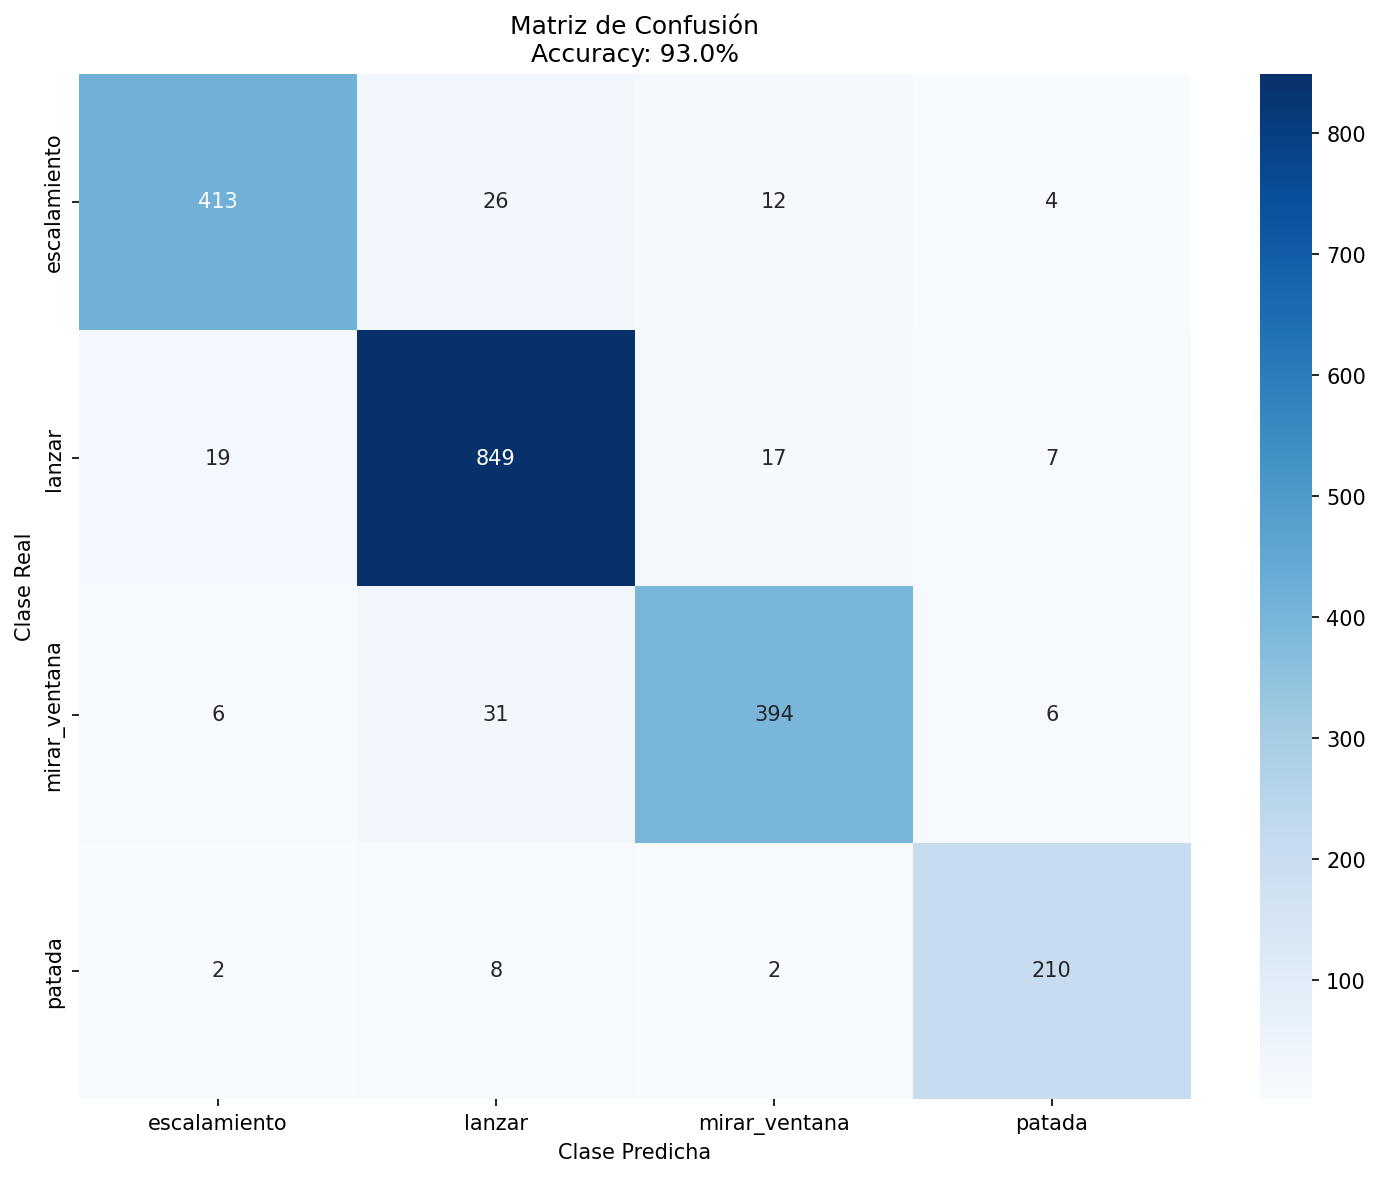 Matriz de Confusión
Accuracy: 93.0%
escalamiento
413 26 12 4
lanzar
19 849 17 7
mirar_ventana
6 31 394 6
patada
2 8 2 210
Clase Real
escalamiento lanzar mirar_ventana patada
Clase Predicha
800
700
600
500
400
300
200
100